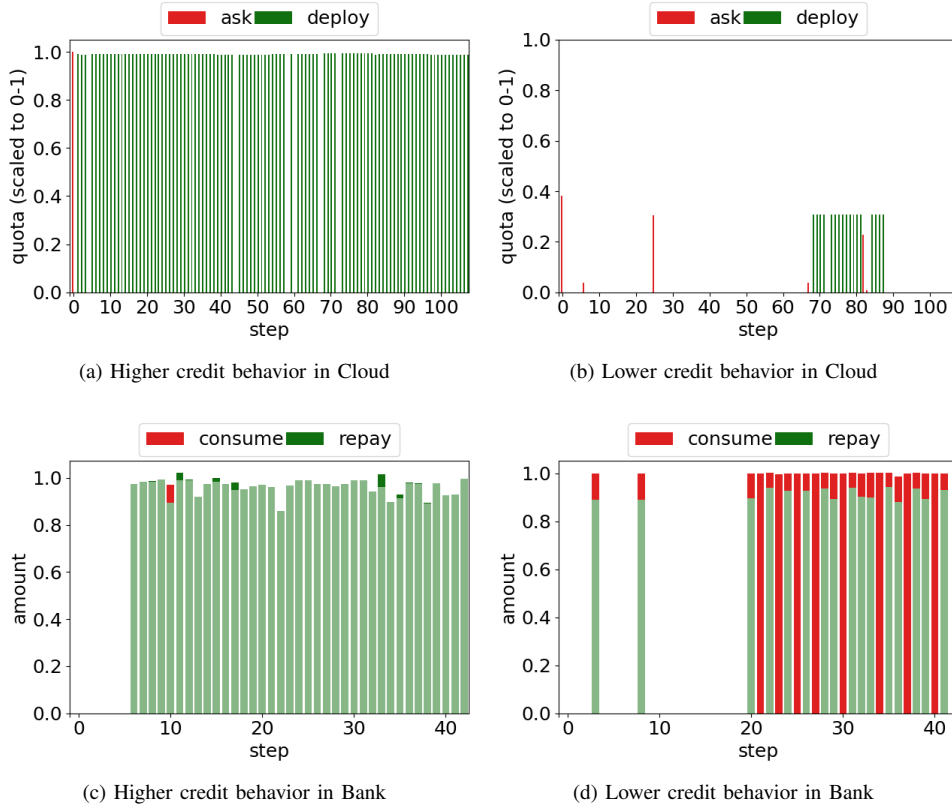 ask deploy
ask deploy
quota (scaled to 0-1)
1.0
0.8
0.6
0.4
0.2
0.0
0 10 20 30 40 50 60 70 80 90 100
step
quota (scaled to 0-1)
1.0
0.8
0.6
0.4
0.2
0.0
0 10 20 30 40 50 60 70 80 90 100
step
(a) Higher credit behavior in Cloud
(b) Lower credit behavior in Cloud
consume repay
consume repay
amount
1.0
0.8
0.6
0.4
0.2
0.0
0 10 20 30 40
step
amount
1.0
0.8
0.6
0.4
0.2
0.0
0 10 20 30 40
step
(c) Higher credit behavior in Bank
(d) Lower credit behavior in Bank